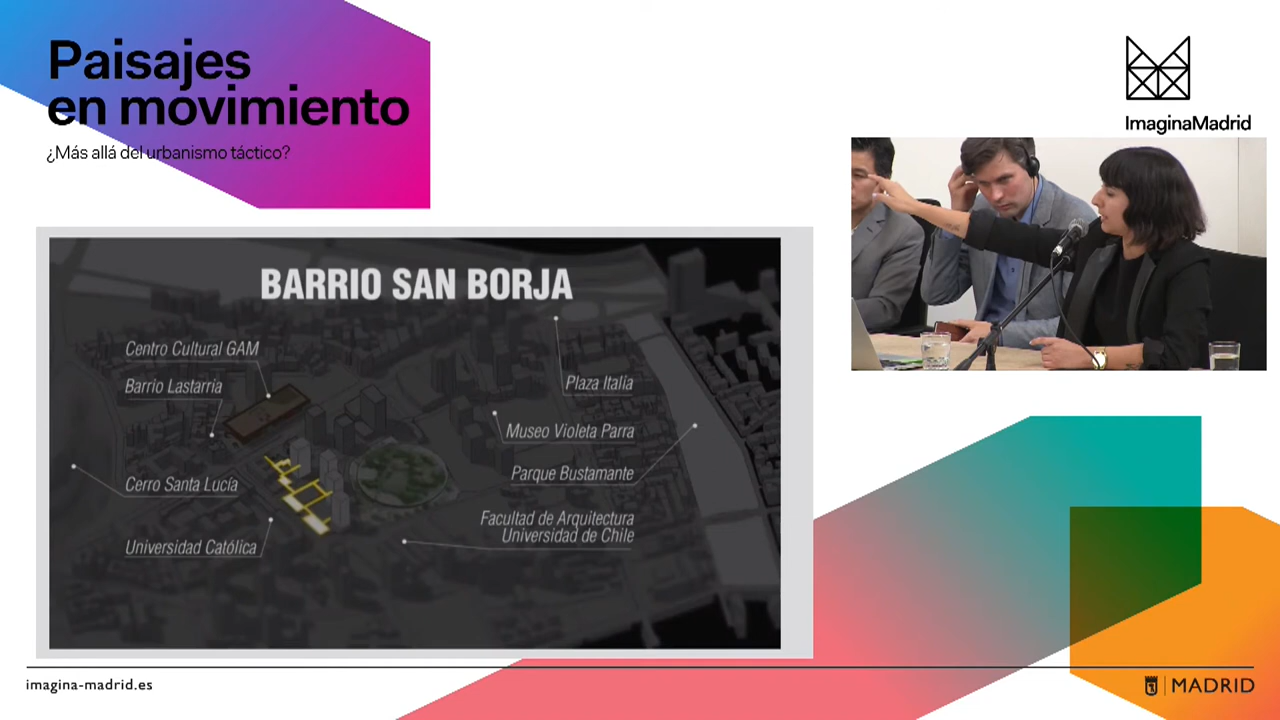 Paisajes
en movimiento
¿Más allá del urbanismo táctico?
ImaginaMadrid
BARRIO SAN BORJA
Centro Cultural GAM
Barrio Lastarria
Plaza Italia
Museo Violeta Parra
Parque Bustamante
Cerro Santa Lucía
Facultad de Arquitectura
Universidad de Chile
Universidad Católica
imagina-madrid.es
MADRID